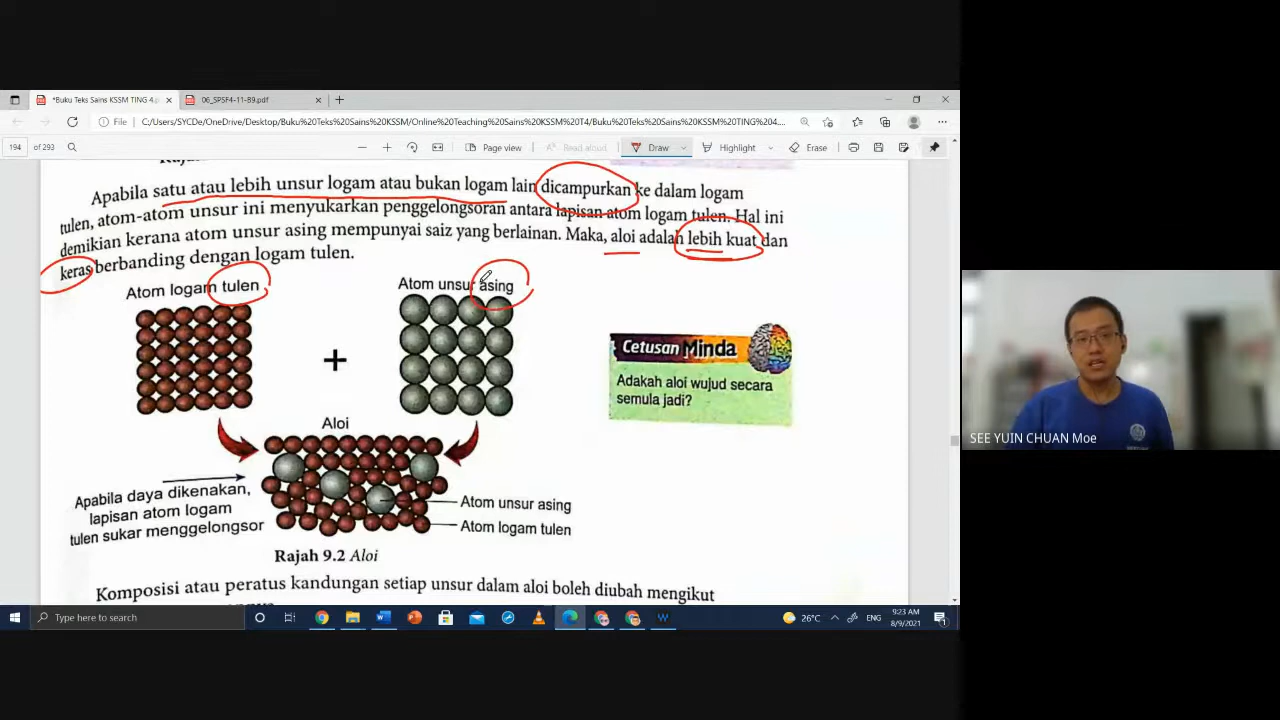 *Buku Teks Sains KSSM TING 4.p
06_SPSF4-11-B9.pdf
File
C:/Users/SYCDe/OneDrive/Desktop/Buku%20Teks%20Sains%20KSSM/Online%20Teaching%20Sains%20KSSM%20T4/Buku%20Teks%20Sains%20KSSM%20TING%204....
194
of 293
Page view
Read aloud
Draw
Highlight
Erase
Apabila satu atau lebih unsur logam atau bukan logam lain dicampurkan ke dalam logam
tulen, atom-atom unsur ini menyukarkan penggelongsoran antara lapisan atom logam tulen. Hal ini
demikian kerana atom unsur asing mempunyai saiz yang berlainan. Maka, aloi adalah lebih kuat dan
keras berbanding dengan logam tulen.
Atom logam tulen
Atom unsur asing
+
Cetusan Minda
Adakah aloi wujud secara
semula jadi?
Aloi
Apabila daya dikenakan,
lapisan atom logam
tulen sukar menggelongsor
Atom unsur asing
Atom logam tulen
Rajah 9.2 Aloi
Komposisi atau peratus kandungan setiap unsur dalam aloi boleh diubah mengikut
SEE YUIN CHUAN Moe
Type here to search
26°C
ENG
9:23 AM
8/9/2021